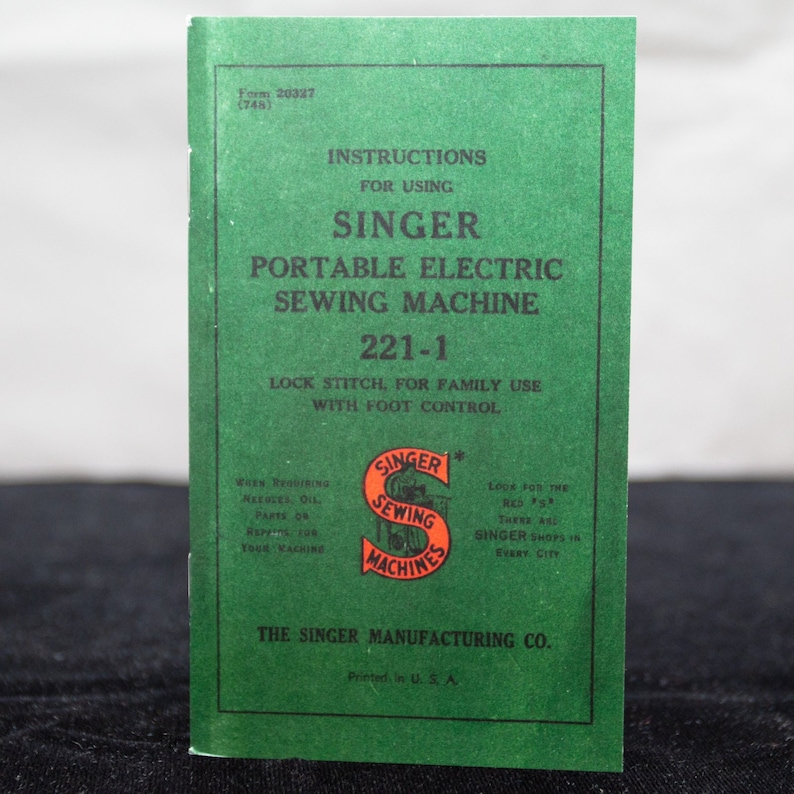 Form 20327
(748)
INSTRUCTIONS
FOR USING
SINGER
PORTABLE ELECTRIC
SEWING MACHINE
221-1
LOCK STITCH, FOR FAMILY USE
WITH FOOT CONTROL
WHEN REQUIRING
NEEDLES, OIL,
PARTS OR
REPAIRS FOR
YOUR MACHINE
SINGER *
SEWING
MACHINES
LOOK FOR THE
RED "S"
THERE ARE
SINGER SHOPS IN
EVERY CITY
THE SINGER MANUFACTURING CO.
Printed in U. S. A.